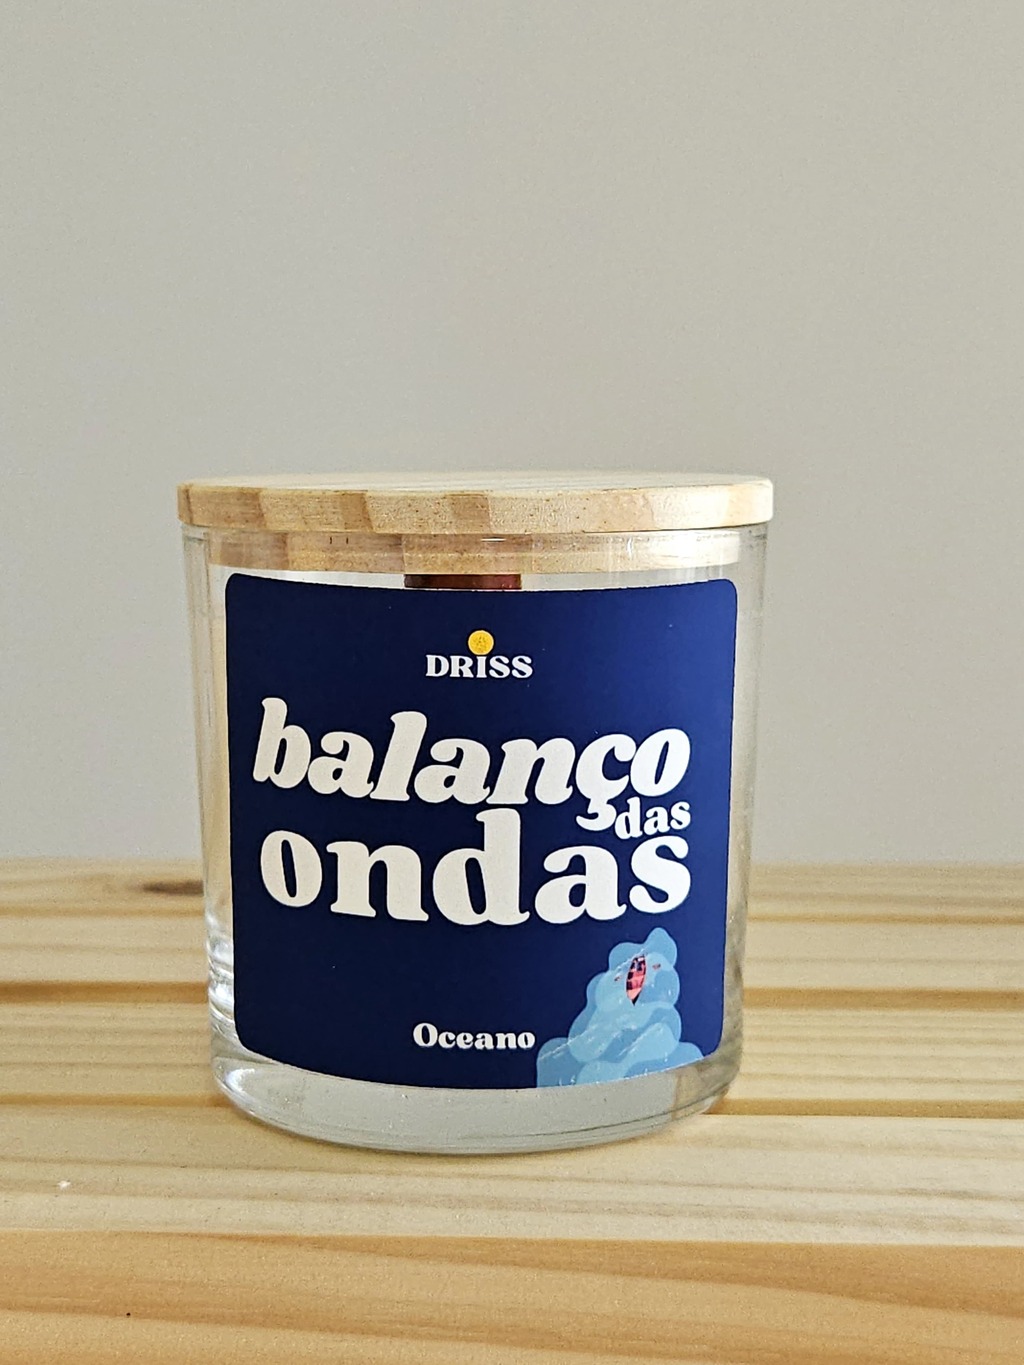 DRISS
balanço
das
ondas
Oceano